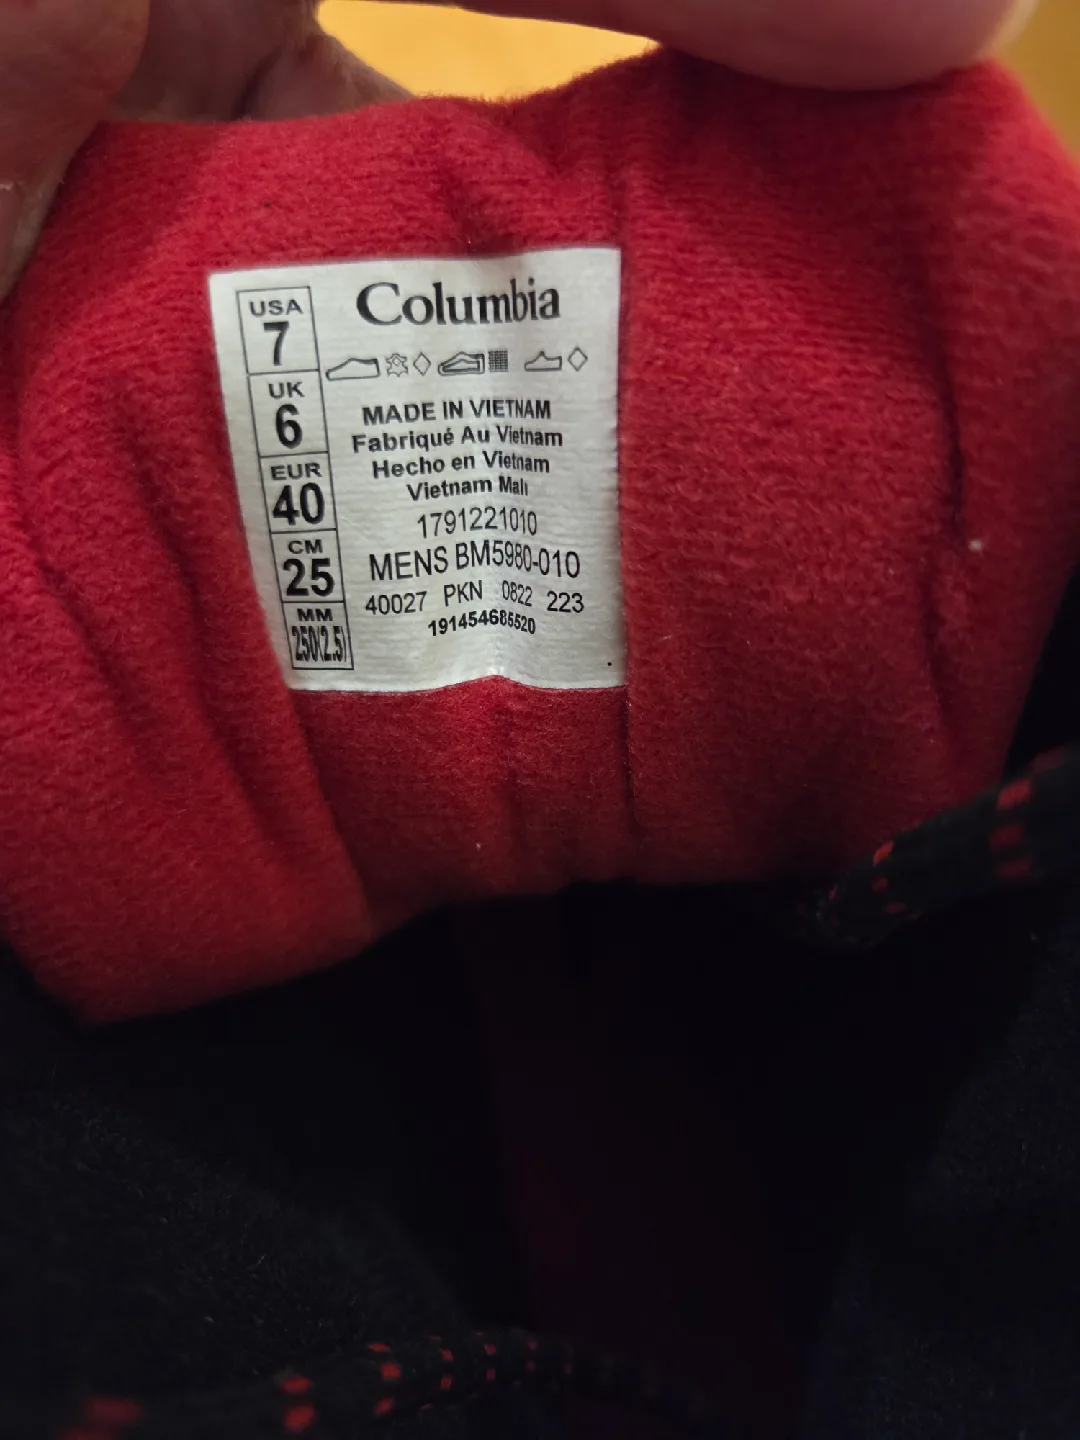 USA
7
UK
6
EUR
40
CM
25
MM
250(2.5)
Columbia
MADE IN VIETNAM
Fabriqué Au Vietnam
Hecho en Vietnam
Vietnam Malı
1791221010
MENS BM5980-010
40027 PKN 0822 223
191454685520